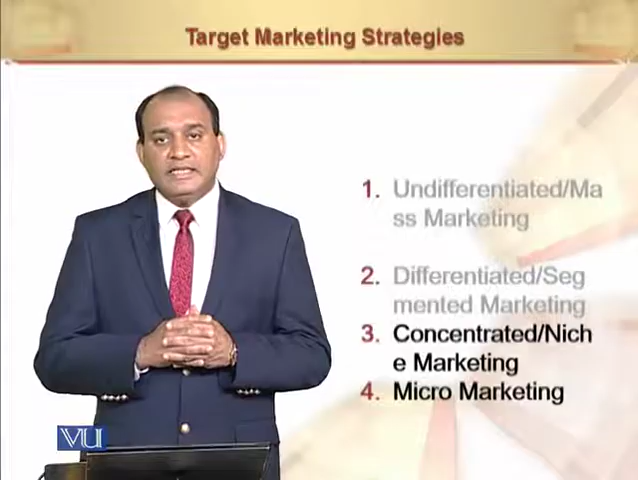 Target Marketing Strategies
1. Undifferentiated/Ma
ss Marketing
2. Differentiated/Seg
mented Marketing
3. Concentrated/Nich
e Marketing
4. Micro Marketing
VU